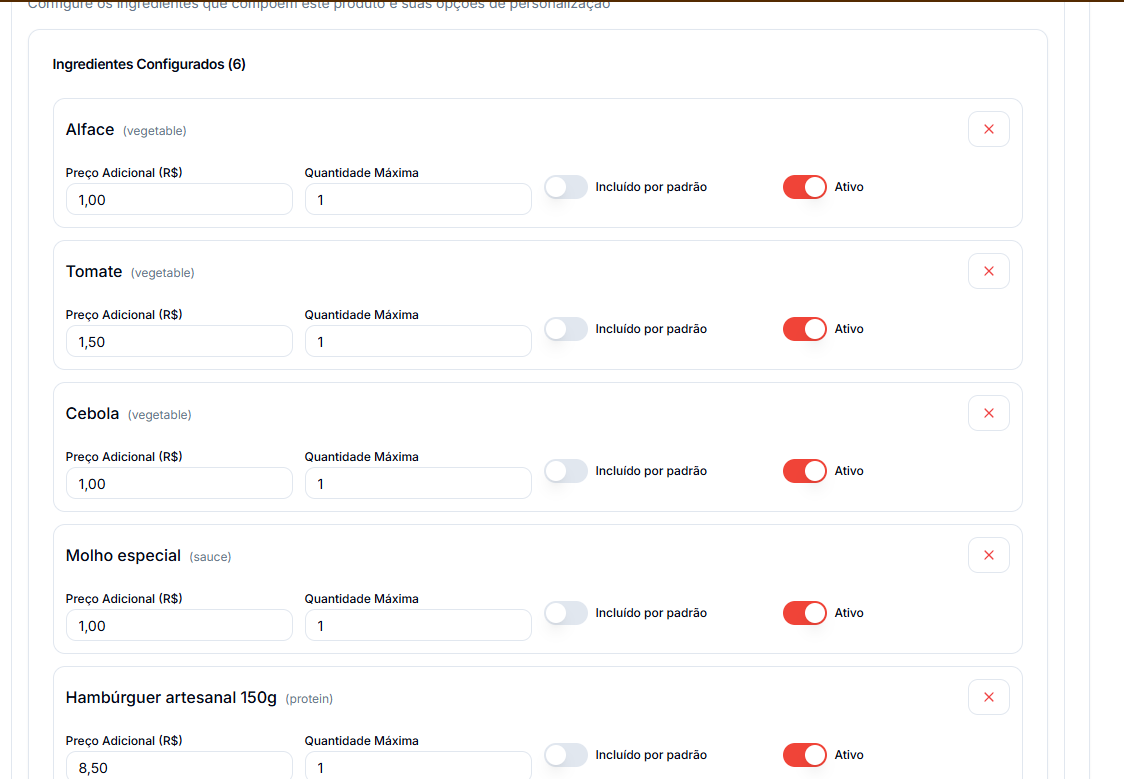 Configure os ingredientes que compõem este produto e suas opções de personalização
Ingredientes Configurados (6)
Alface (vegetable)
Preço Adicional (R$) Quantidade Máxima
1,00 1 Incluído por padrão Ativo
Tomate (vegetable)
Preço Adicional (R$) Quantidade Máxima
1,50 1 Incluído por padrão Ativo
Cebola (vegetable)
Preço Adicional (R$) Quantidade Máxima
1,00 1 Incluído por padrão Ativo
Molho especial (sauce)
Preço Adicional (R$) Quantidade Máxima
1,00 1 Incluído por padrão Ativo
Hambúrguer artesanal 150g (protein)
Preço Adicional (R$) Quantidade Máxima
8,50 1 Incluído por padrão Ativo